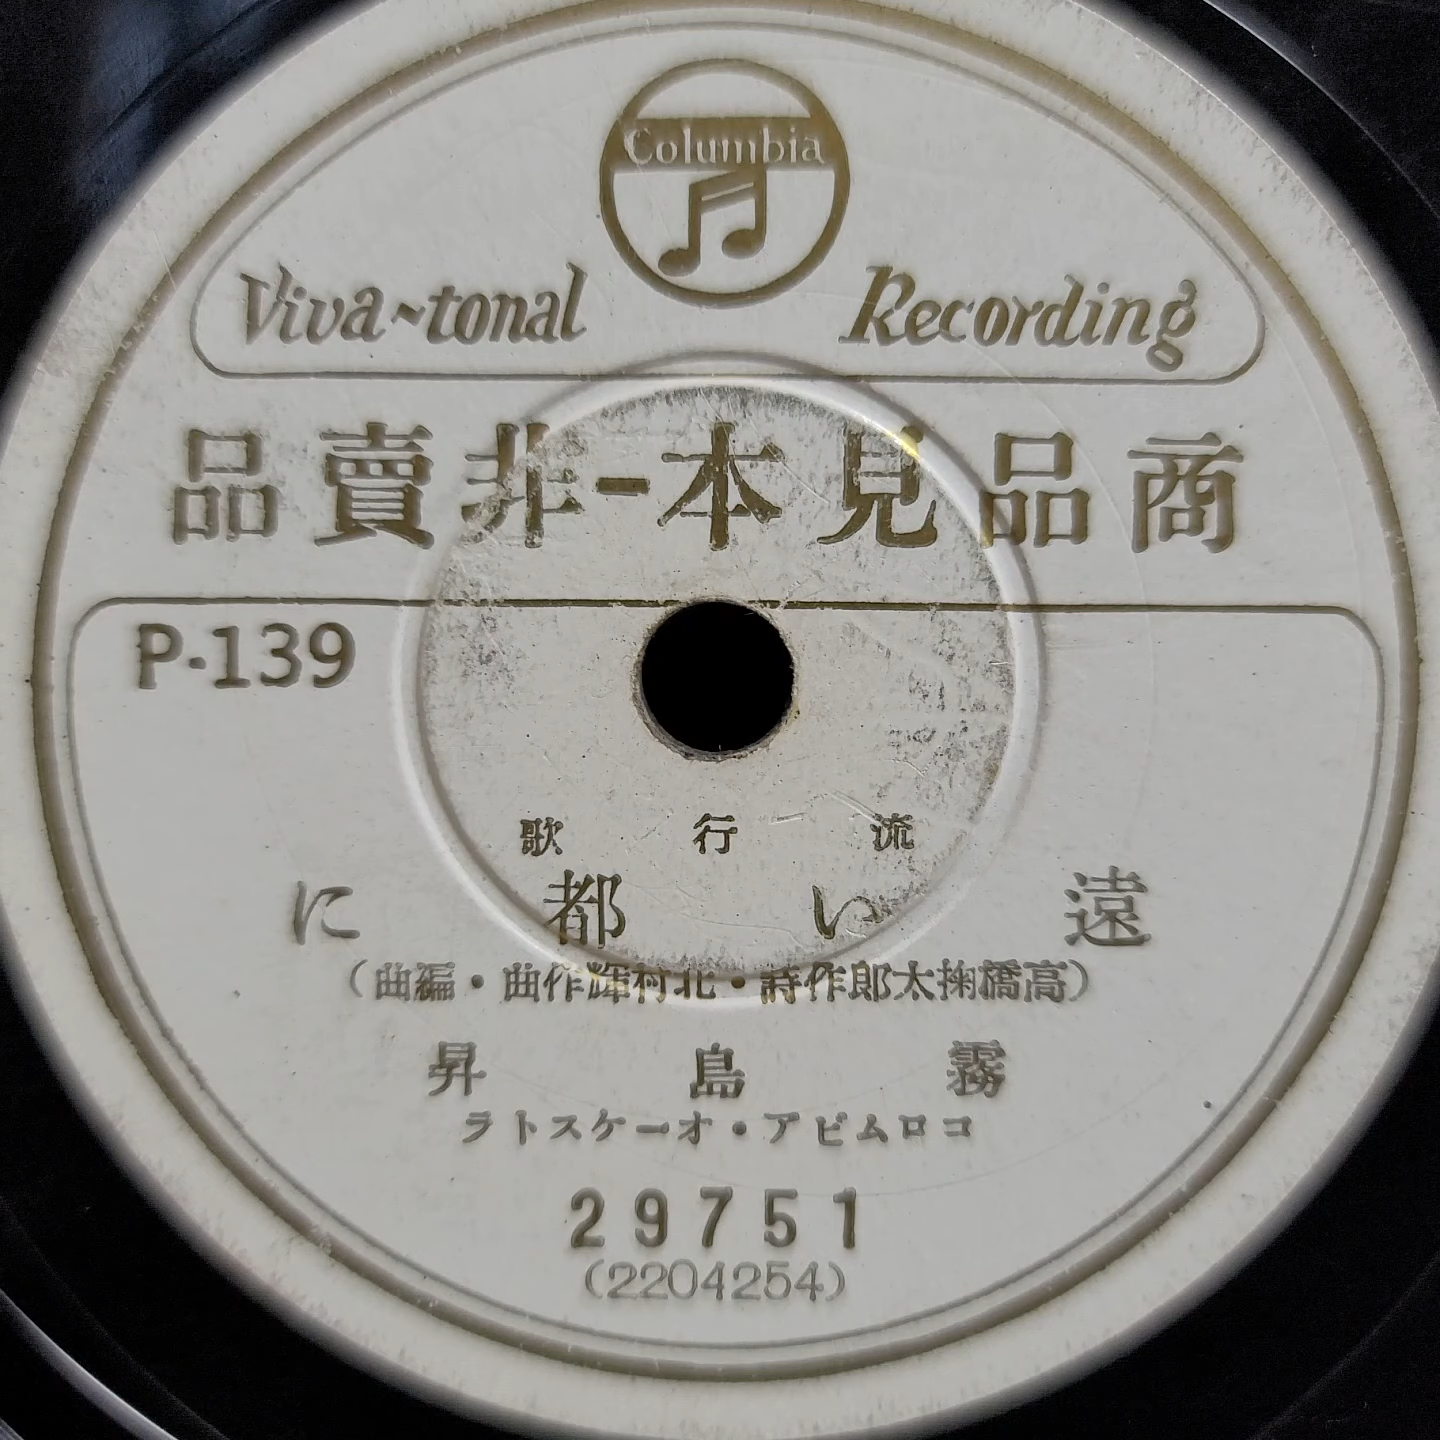 Columbia
Viva-tonal Recording
商品見本-非賣品
P-139
流行歌
遠い都に
(高橋掬太郎作詩・北村輝作曲・編曲)
霧島昇
コロムビア・オーケストラ
29751
(2204254)